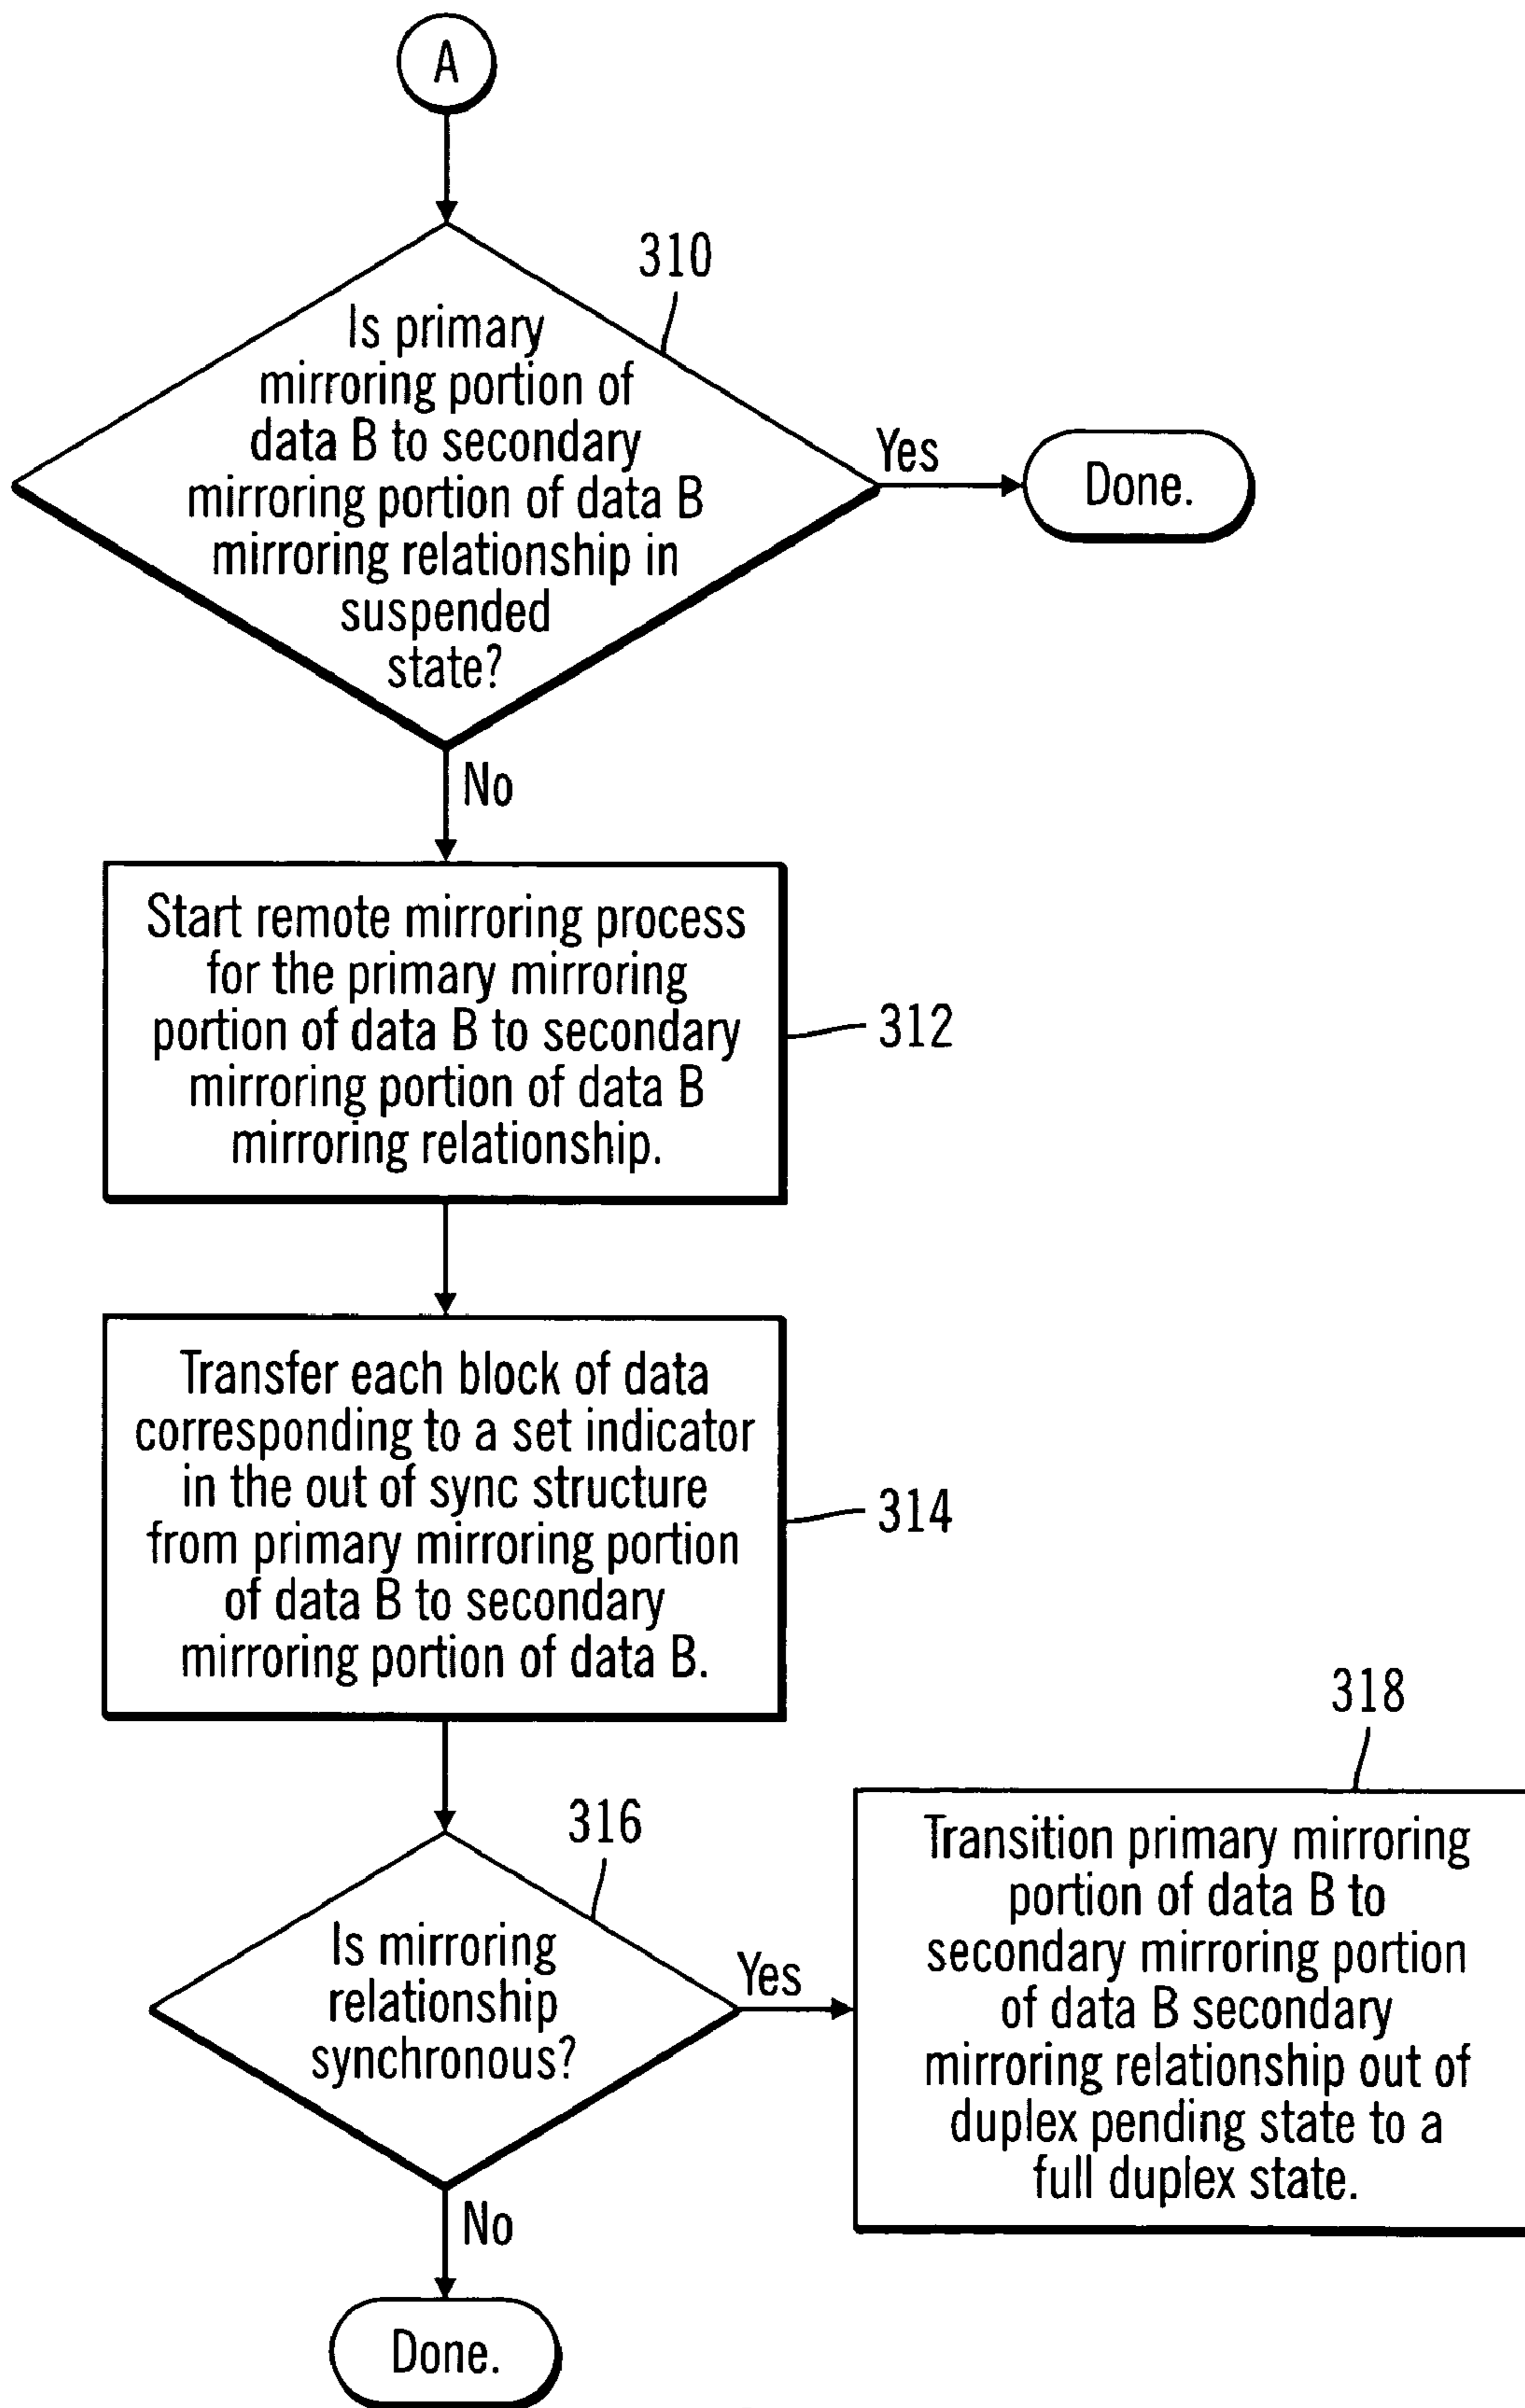 A
310
Is primary
mirroring portion of
data B to secondary
mirroring portion of data B
mirroring relationship in
suspended
state?
Yes
Done.
No
Start remote mirroring process
for the primary mirroring
portion of data B to secondary
mirroring portion of data B
mirroring relationship.
312
Transfer each block of data
corresponding to a set indicator
in the out of sync structure
from primary mirroring portion
of data B to secondary
mirroring portion of data B.
314
316
Is mirroring
relationship
synchronous?
Yes
318
Transition primary mirroring
portion of data B to
secondary mirroring portion
of data B secondary
mirroring relationship out of
duplex pending state to a
full duplex state.
No
Done.